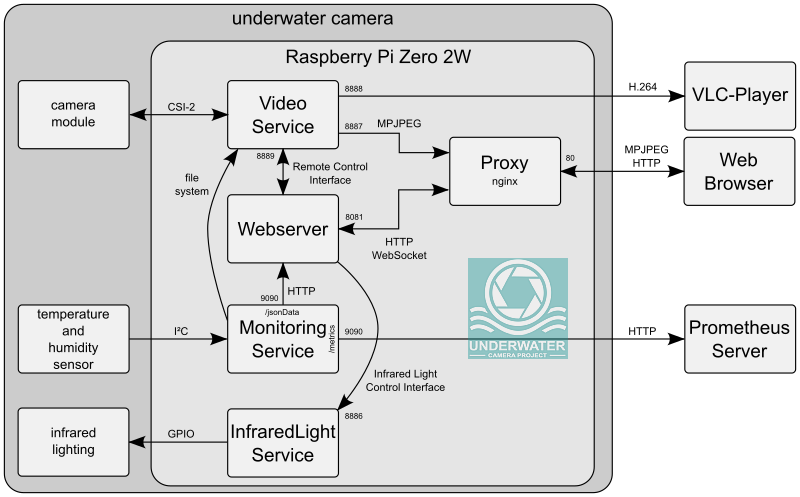 underwater camera
Raspberry Pi Zero 2W
camera
module
CSI-2
Video
Service
8888
H.264
VLC-Player
8887
MPJPEG
8889
Remote Control
Interface
file
system
Proxy
nginx
80
MPJPEG
HTTP
Web
Browser
Webserver
8081
HTTP
WebSocket
HTTP
9090
/jsonData
temperature
and
humidity
sensor
I²C
Monitoring
Service
/metrics
9090
UNDERWATER
CAMERA PROJECT
HTTP
Prometheus
Server
Infrared Light
Control Interface
8886
infrared
lighting
GPIO
InfraredLight
Service